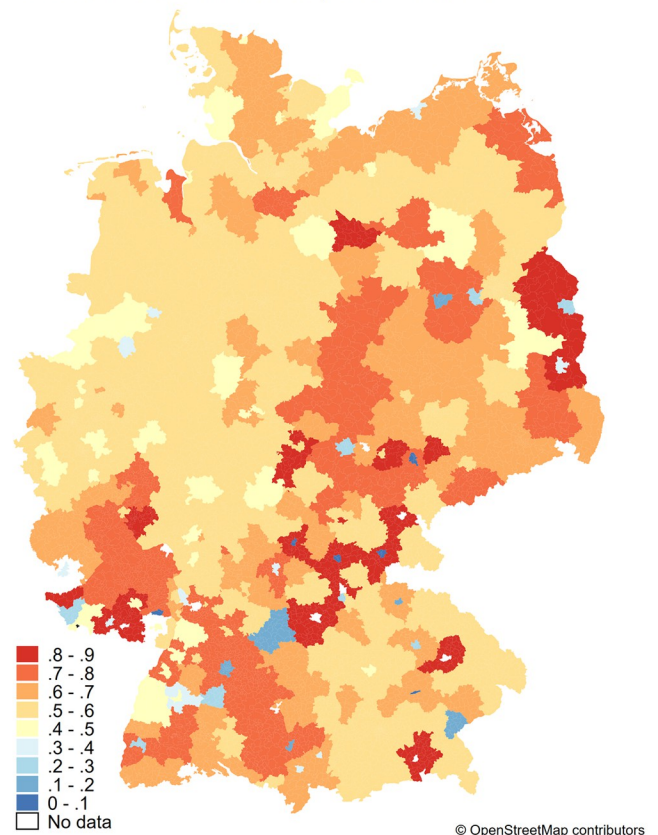 .8 - .9
.7 - .8
.6 - .7
.5 - .6
.4 - .5
.3 - .4
.2 - .3
.1 - .2
0 - .1
No data
© OpenStreetMap contributors